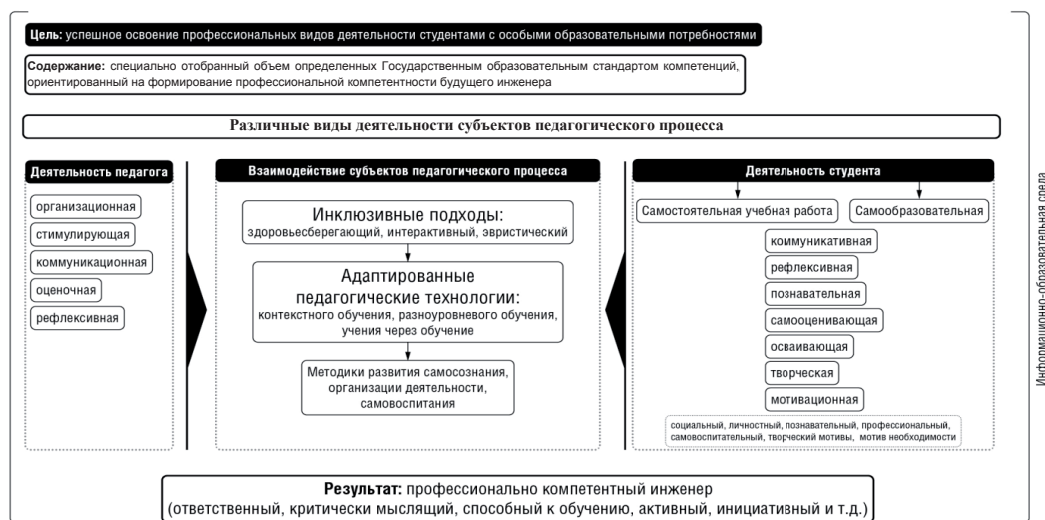 Цель: успешное освоение профессиональных видов деятельности студентами с особыми образовательными потребностями
Содержание: специально отобранный объем определенных Государственным образовательным стандартом компетенций,
ориентированный на формирование профессиональной компетентности будущего инженера
Различные виды деятельности субъектов педагогического процесса
Деятельность педагога
организационная
стимулирующая
коммуникационная
оценочная
рефлексивная
Взаимодействие субъектов педагогического процесса
Инклюзивные подходы:
здоровьесберегающий, интерактивный, эвристический
Адаптированные
педагогические технологии:
контекстного обучения, разноуровневого обучения,
учения через обучение
Методики развития самосознания,
организации деятельности,
самовоспитания
Деятельность студента
Самостоятельная учебная работа
Самообразовательная
коммуникативная
рефлексивная
познавательная
самооценивающая
осваивающая
творческая
мотивационная
социальный, личностный, познавательный, профессиональный,
самовоспитательный, творческий мотивы, мотив необходимости
Информационно-образовательная среда
Результат: профессионально компетентный инженер
(ответственный, критически мыслящий, способный к обучению, активный, инициативный и т.д.)